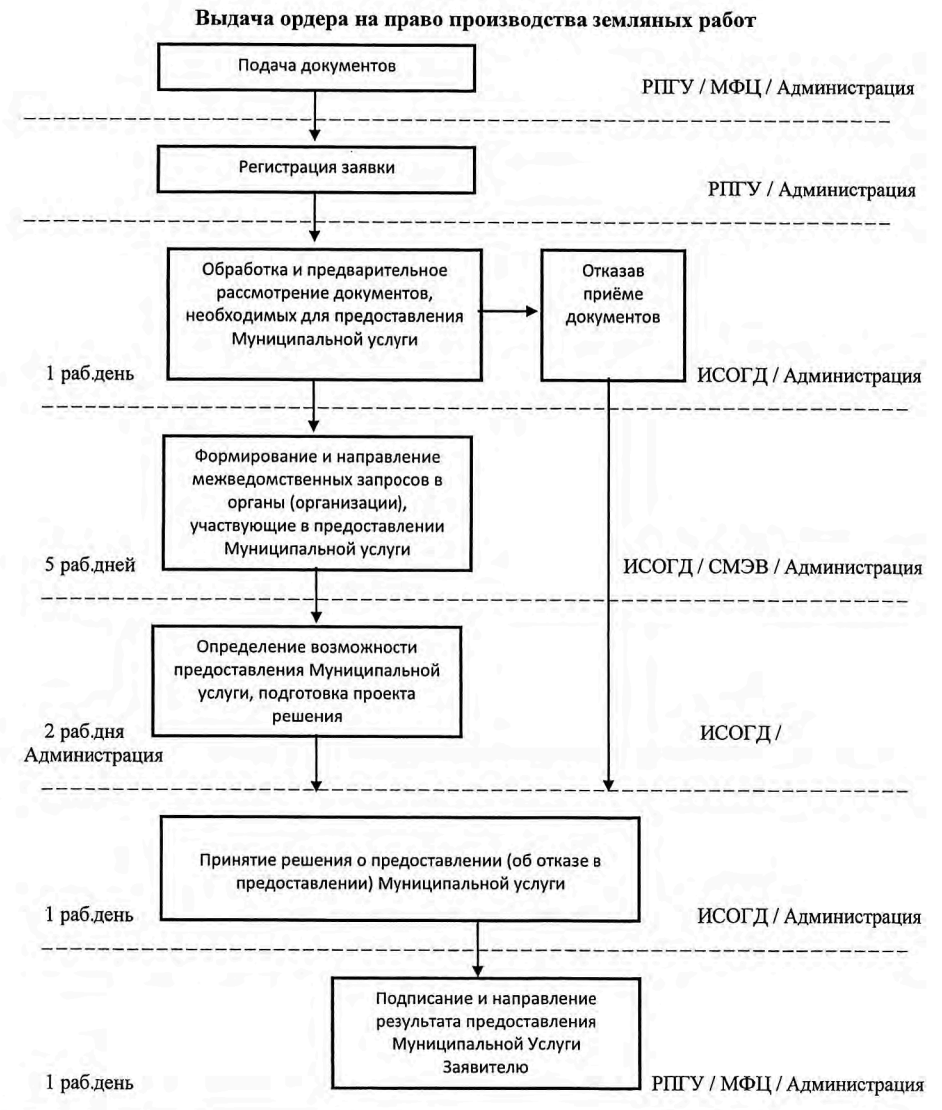 Выдача ордера на право производства земляных работ
Подача документов
РПГУ / МФЦ / Администрация
Регистрация заявки
РПГУ / Администрация
Обработка и предварительное
рассмотрение документов,
необходимых для предоставления
Муниципальной услуги
Отказав
приёме
документов
1 раб.день
ИСОГД / Администрация
Формирование и направление
межведомственных запросов в
органы (организации),
участвующие в предоставлении
Муниципальной услуги
5 раб.дней
ИСОГД / СМЭВ / Администрация
Определение возможности
предоставления Муниципальной
услуги, подготовка проекта
решения
2 раб.дня
ИСОГД /
Администрация
Принятие решения о предоставлении (об отказе в
предоставлении) Муниципальной услуги
1 раб.день
ИСОГД / Администрация
Подписание и направление
результата предоставления
Муниципальной Услуги
Заявителю
1 раб.день
РПГУ / МФЦ / Администрация